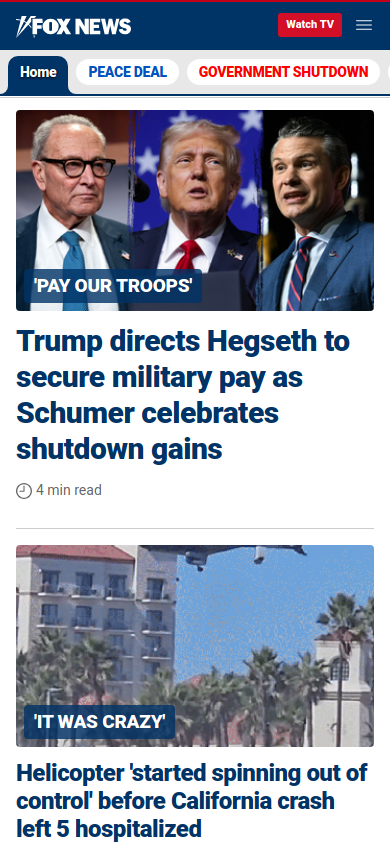 FOX NEWS
Watch TV
Home
PEACE DEAL
GOVERNMENT SHUTDOWN
'PAY OUR TROOPS'
Trump directs Hegseth to
secure military pay as
Schumer celebrates
shutdown gains
4 min read
'IT WAS CRAZY'
Helicopter 'started spinning out of
control' before California crash
left 5 hospitalized